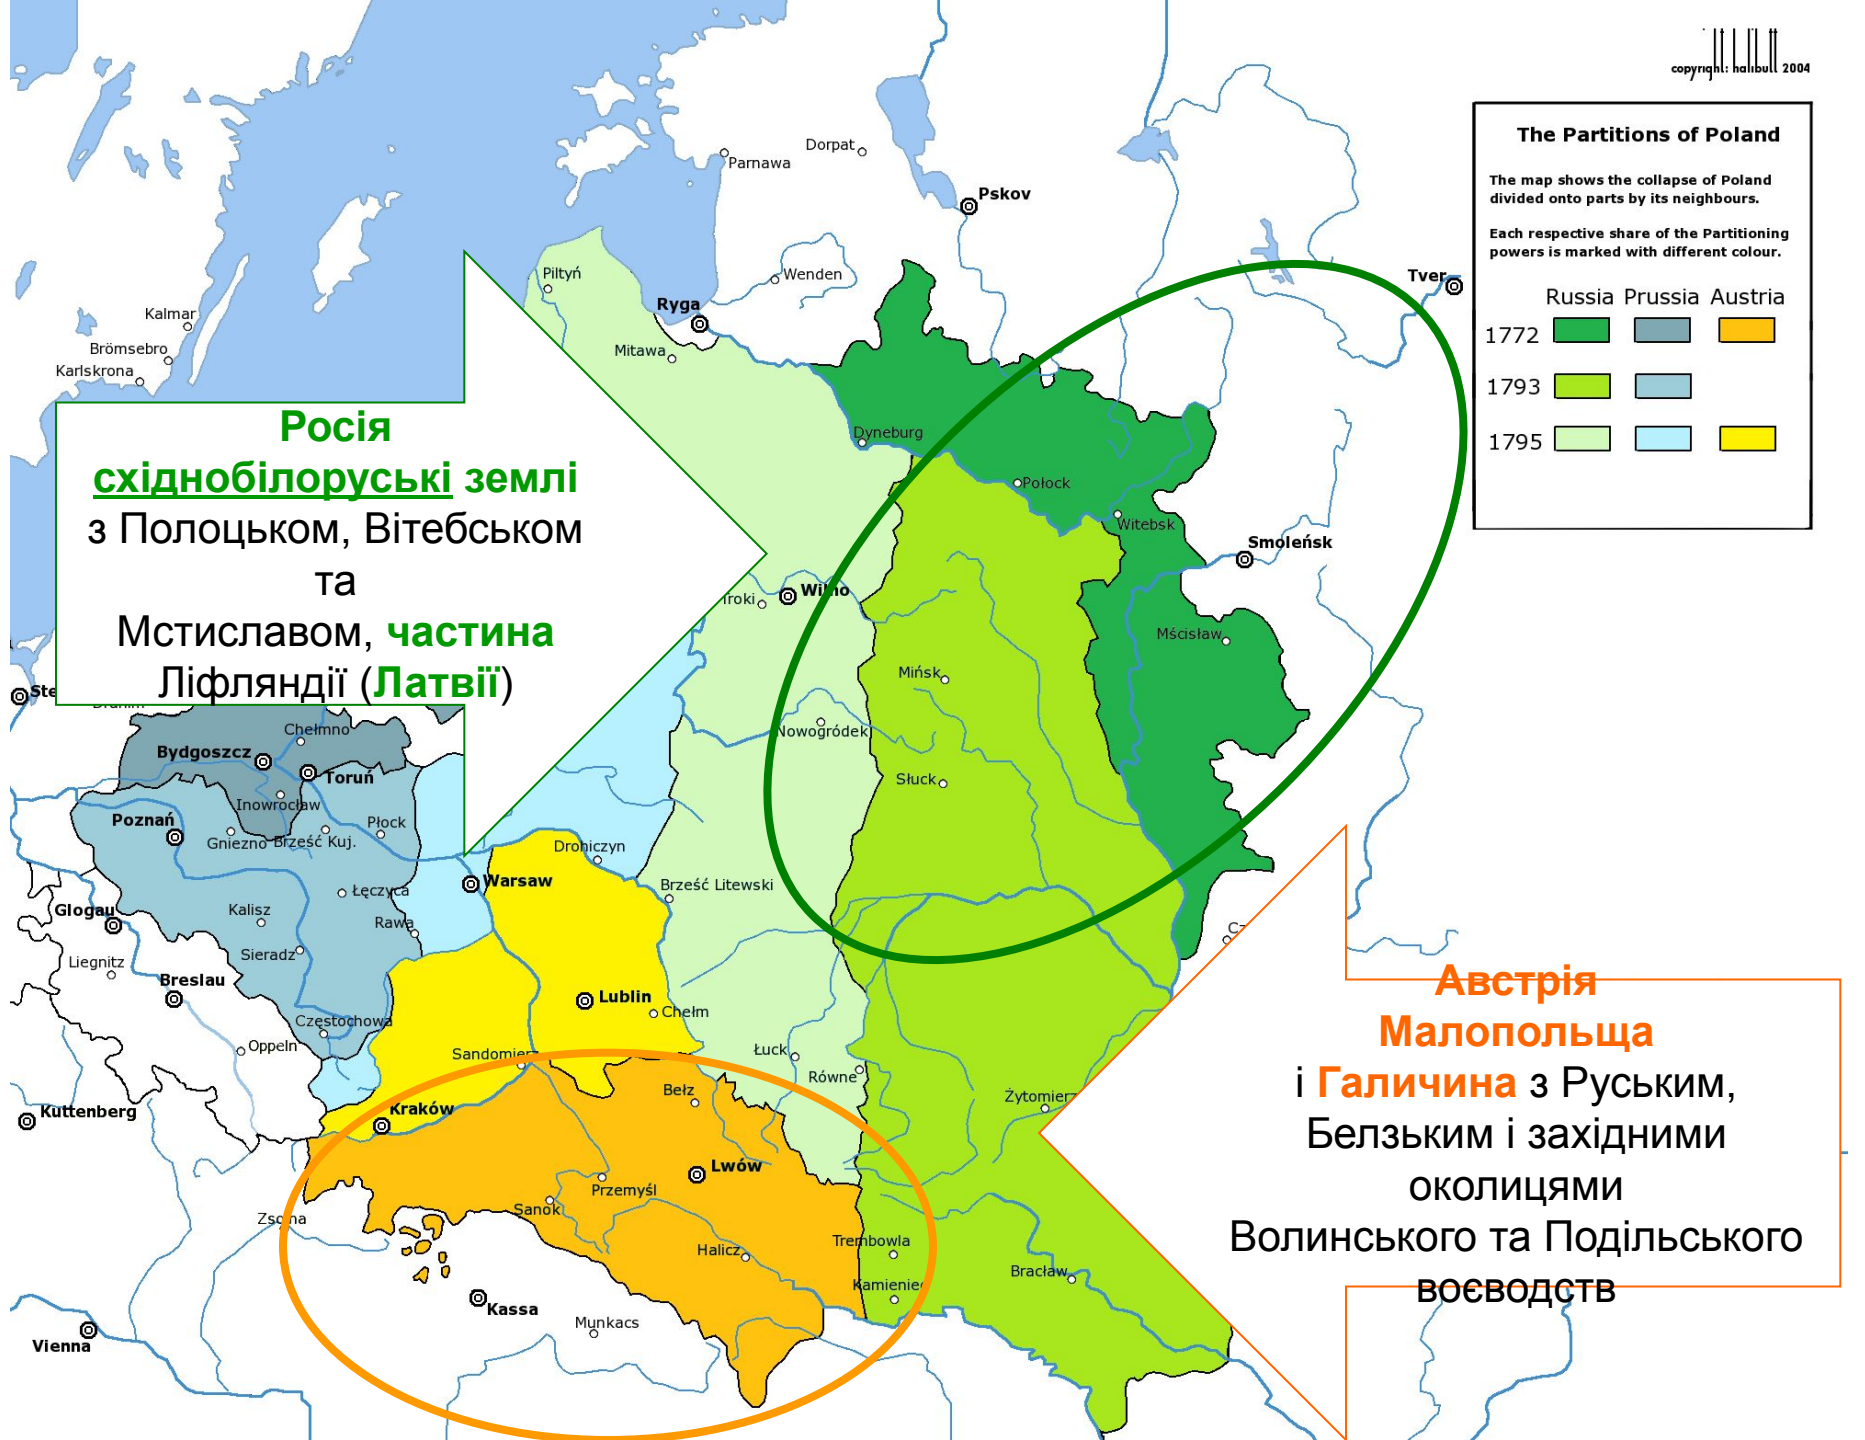 copyright: halibutt 2004
The Partitions of Poland
The map shows the collapse of Poland
divided onto parts by its neighbours.
Each respective share of the Partitioning
powers is marked with different colour.
Russia Prussia Austria
1772
1793
1795
Dorpat
Parnawa
Pskov
Piltyń
Wenden
Tver
Ryga
Kalmar
Mitawa
Brömsebro
Karlskrona
Росія
східнобілоруські землі
з Полоцьком, Вітебськом
та
Мстиславом, частина
Ліфляндії (Латвії)
Dyneburg
Połock
Witebsk
Smoleńsk
Wilno
Troki
Mścisław
Mińsk
Nowogródek
Słuck
Chełmno
Bydgoszcz
Toruń
Inowrocław
Poznań
Płock
Gniezno
Brześć Kuj.
Drohiczyn
Warsaw
Brześć Litewski
Łęczyca
Glogau
Kalisz
Rawa
Sieradz
Liegnitz
Breslau
Lublin
Chełm
Częstochowa
Oppeln
Sandomierz
Łuck
Równe
Bełz
Żytomierz
Kuttenberg
Kraków
Lwów
Przemyśl
Sanok
Zsolna
Halicz
Trembowla
Kamieniec
Bracław
Kassa
Munkacs
Vienna
Австрія
Малопольща
і Галичина з Руським,
Белзьким і західними
околицями
Волинського та Подільського
воєводств